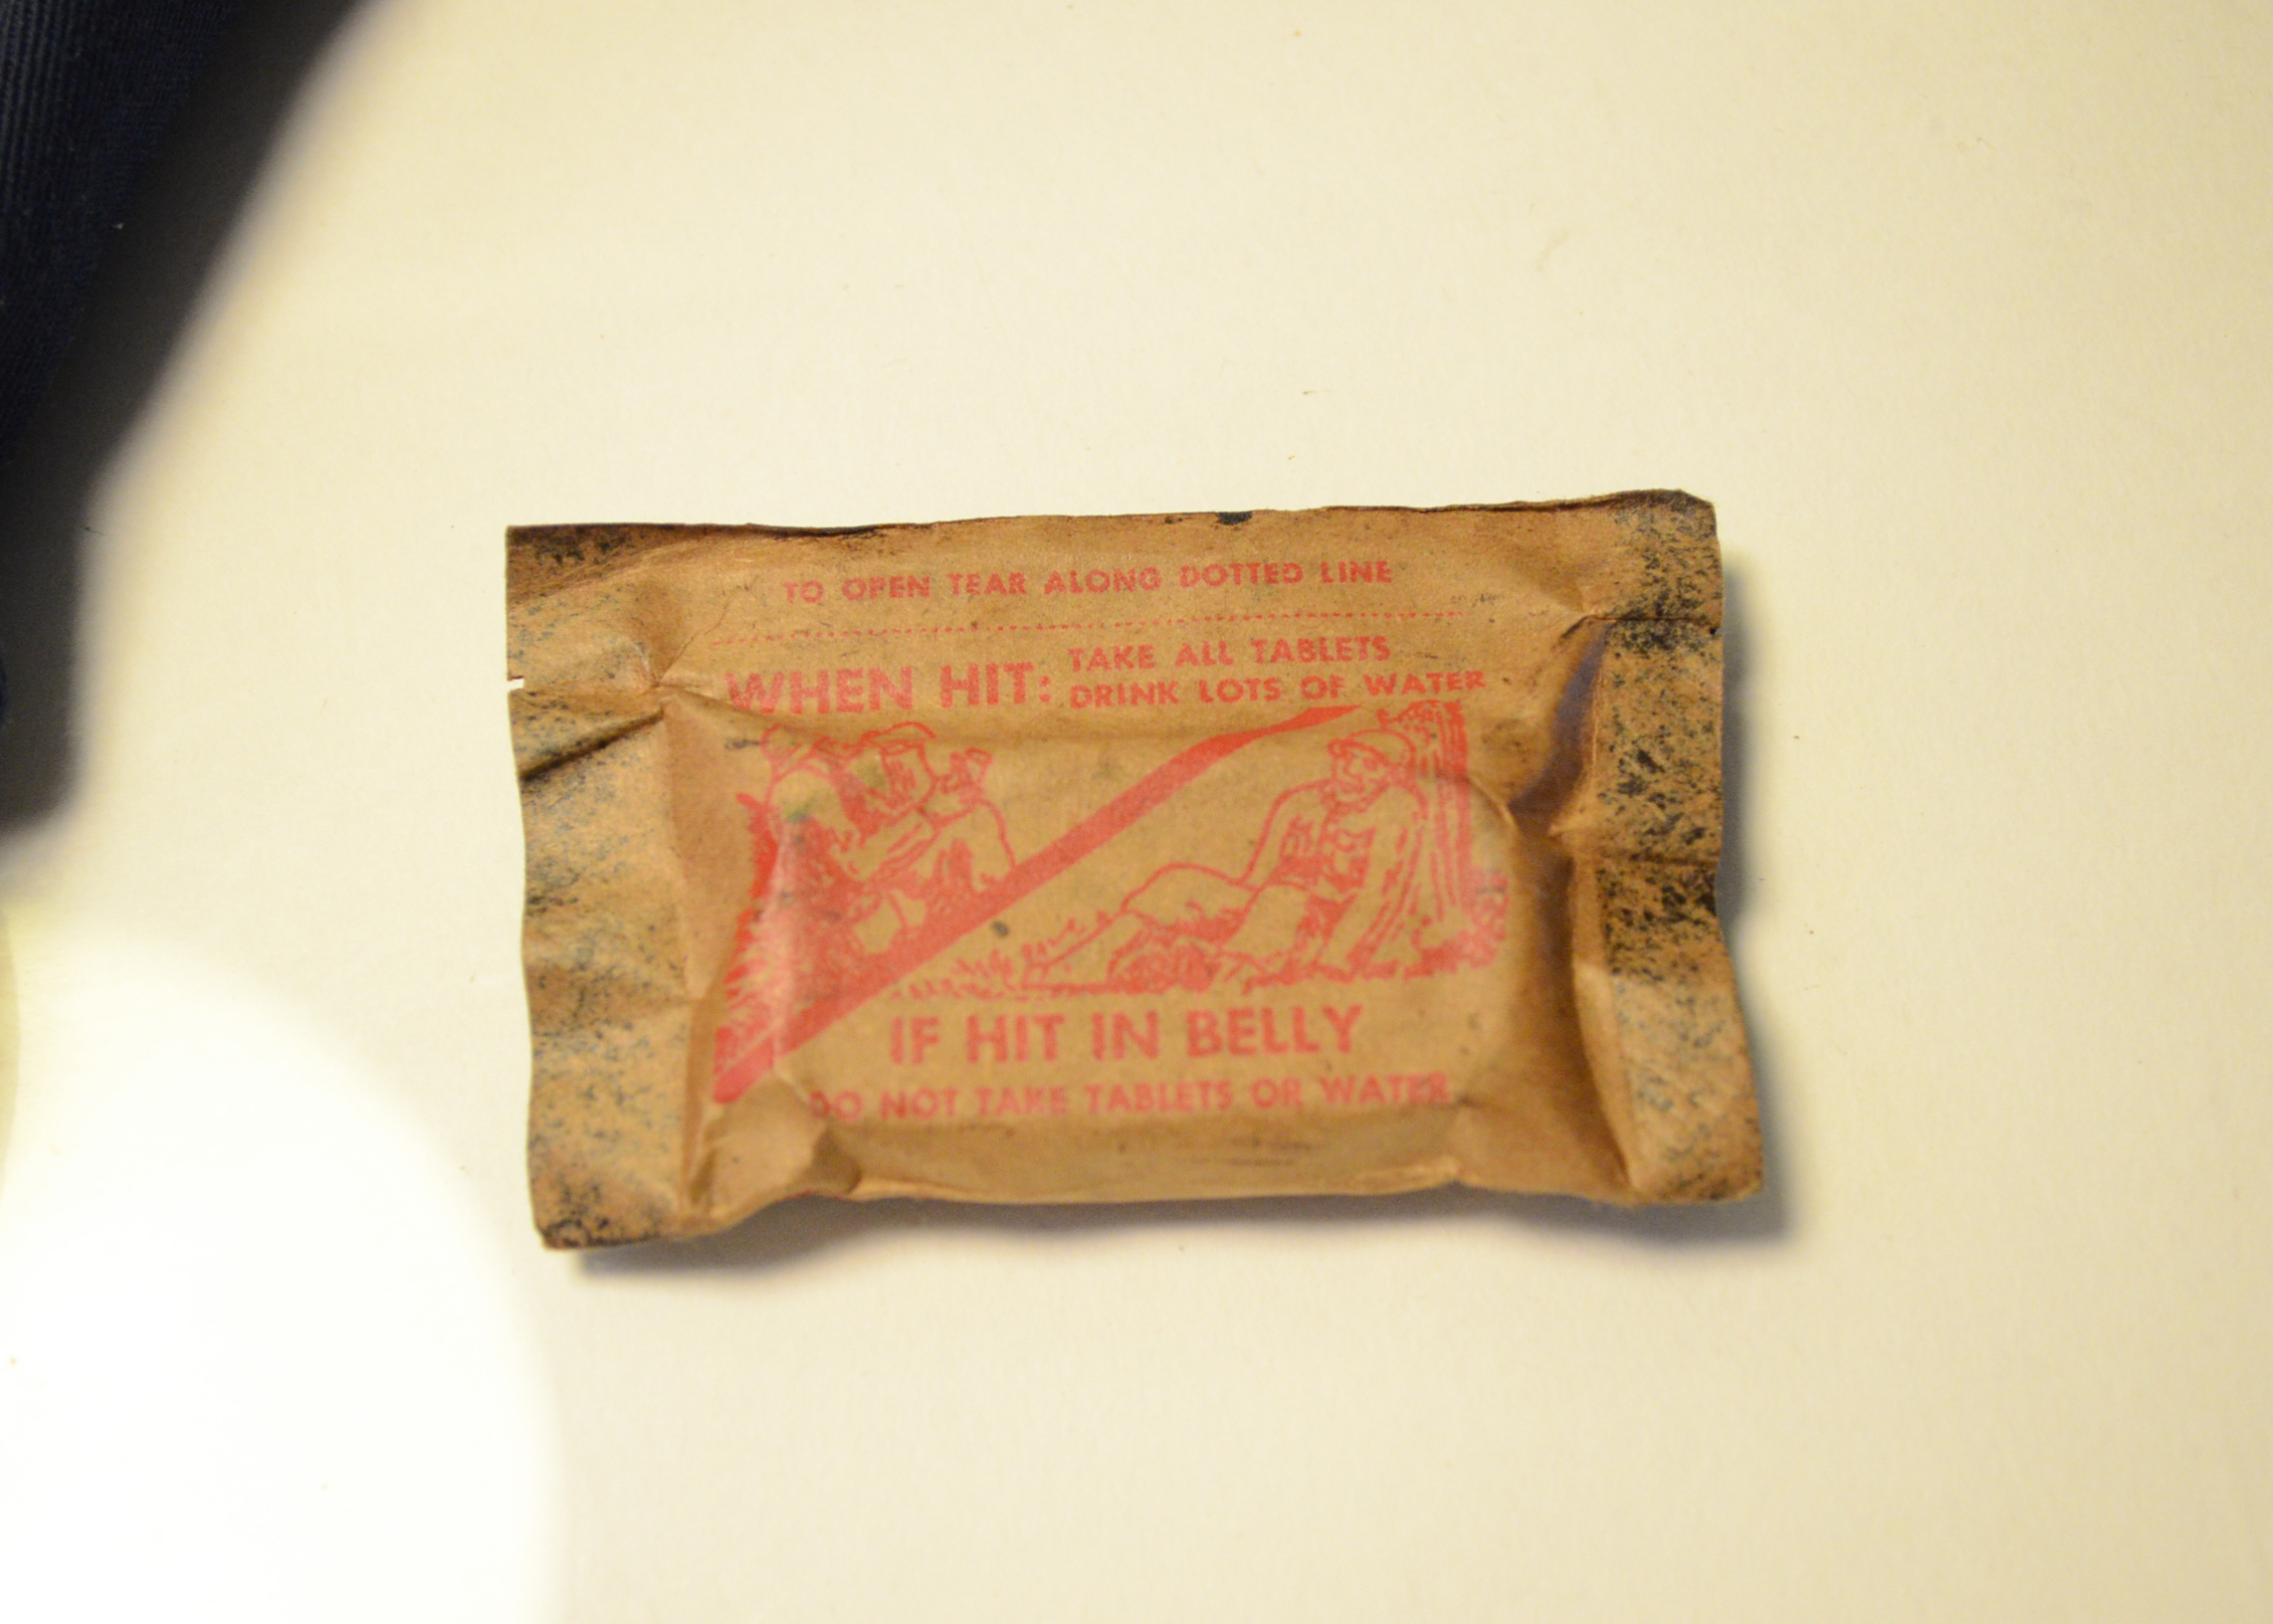 TO OPEN TEAR ALONG DOTTED LINE
WHEN HIT: TAKE ALL TABLETS
DRINK LOTS OF WATER
IF HIT IN BELLY
DO NOT TAKE TABLETS OR WATER